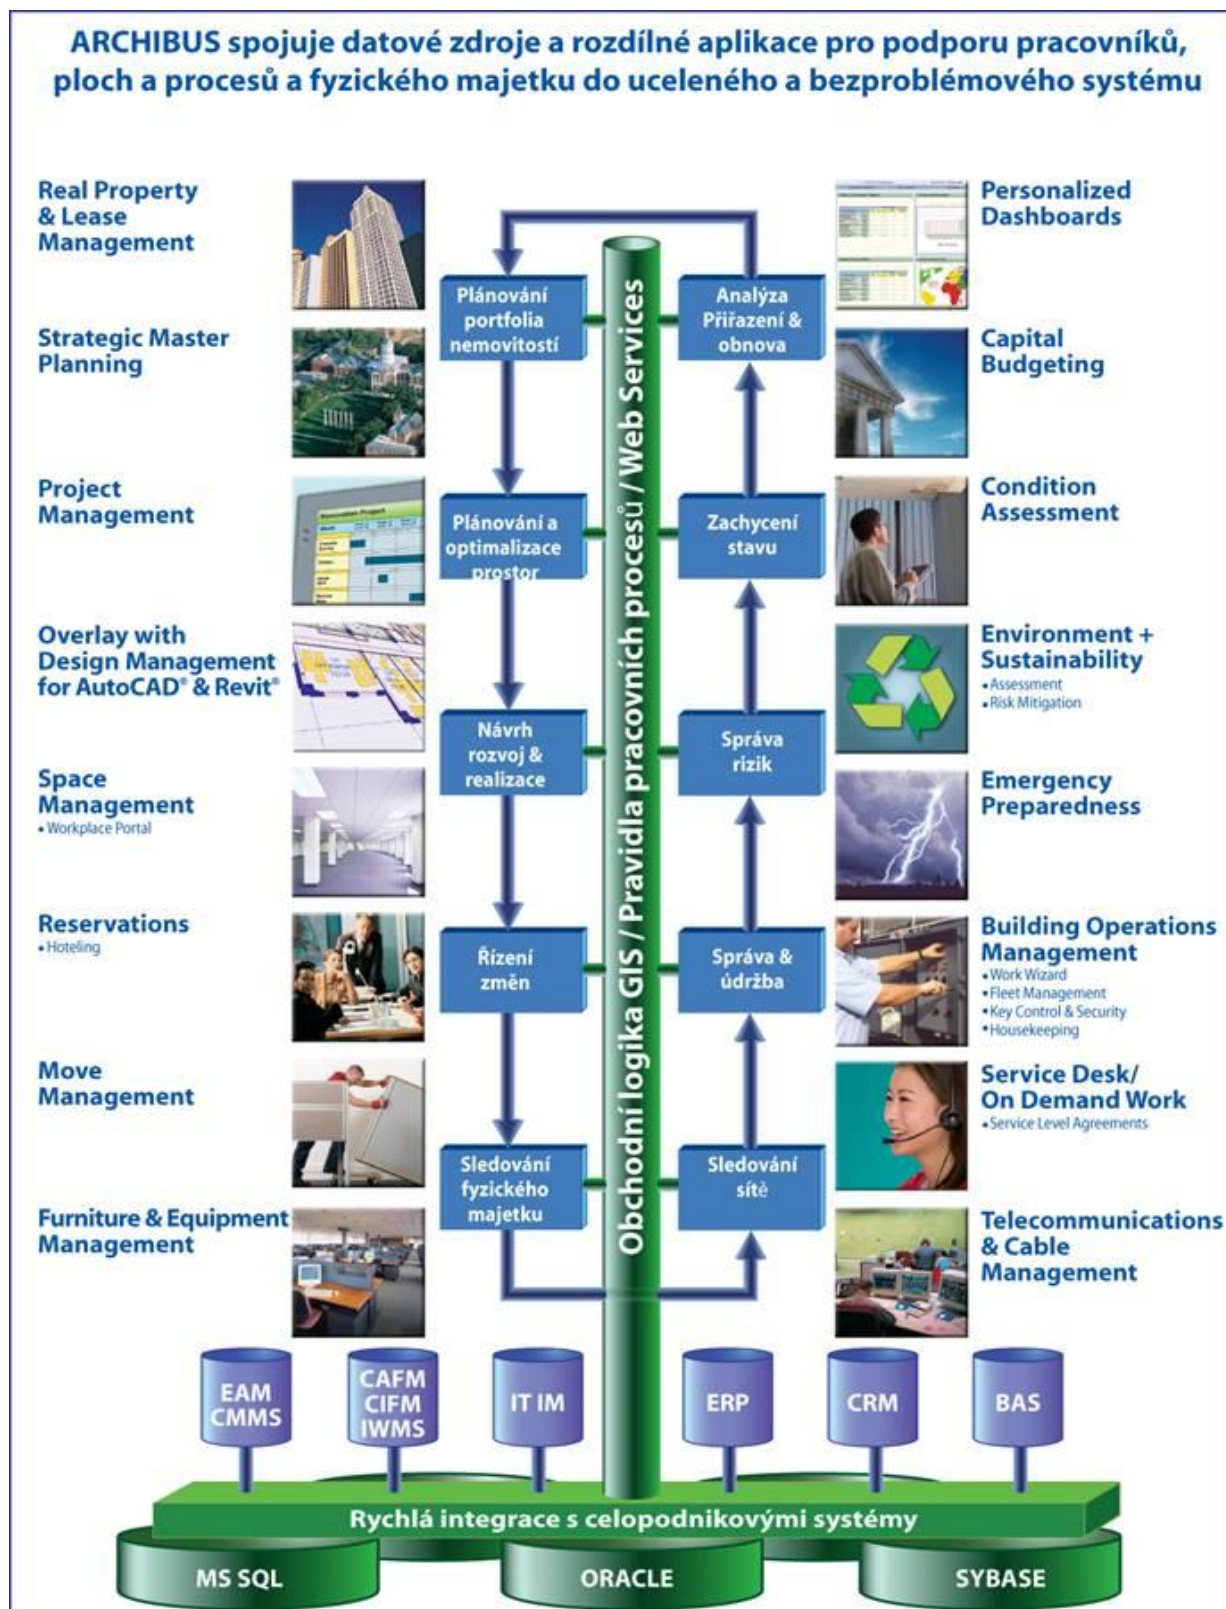 ARCHIBUS spojuje datové zdroje a rozdílné aplikace pro podporu pracovníků,
ploch a procesů a fyzického majetku do uceleného a bezproblémového systému
Real Property
& Lease
Management
Strategic Master
Planning
Project
Management
Renovation Project
Overlay with
Design Management
for AutoCAD® & Revit®
Space
Management
• Workplace Portal
Reservations
• Hoteling
Move
Management
Furniture & Equipment
Management
Plánování
portfolia
nemovitostí
Plánování a
optimalizace
prostor
Návrh
rozvoj &
realizace
Řízení
změn
Sledování
fyzického
majetku
Obchodní logika GIS / Pravidla pracovních procesů / Web Services
Analýza
Přiřazení &
obnova
Zachycení
stavu
Správa
rizik
Správa &
údržba
Sledování
sítě
Personalized
Dashboards
Capital
Budgeting
Condition
Assessment
Environment +
Sustainability
• Assessment
• Risk Mitigation
Emergency
Preparedness
Building Operations
Management
• Work Wizard
• Fleet Management
• Key Control & Security
• Housekeeping
Service Desk/
On Demand Work
• Service Level Agreements
Telecommunications
& Cable
Management
EAM
CMMS
CAFM
CIFM
IWMS
IT IM
ERP
CRM
BAS
Rychlá integrace s celopodnikovými systémy
MS SQL
ORACLE
SYBASE